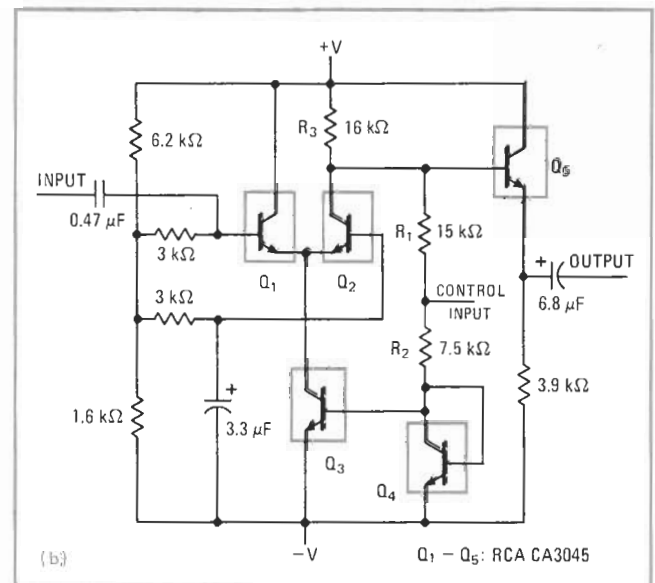 +V
R3 16 kΩ
6.2 kΩ
Q5
INPUT
0.47 μF
R1 15 kΩ
+ OUTPUT
3 kΩ
Q1 Q2
CONTROL
INPUT
6.8 μF
3 kΩ
R2 7.5 kΩ
+
3.9 kΩ
1.6 kΩ
3.3 μF
Q3
Q4
(b)
−V
Q1 – Q5: RCA CA3045